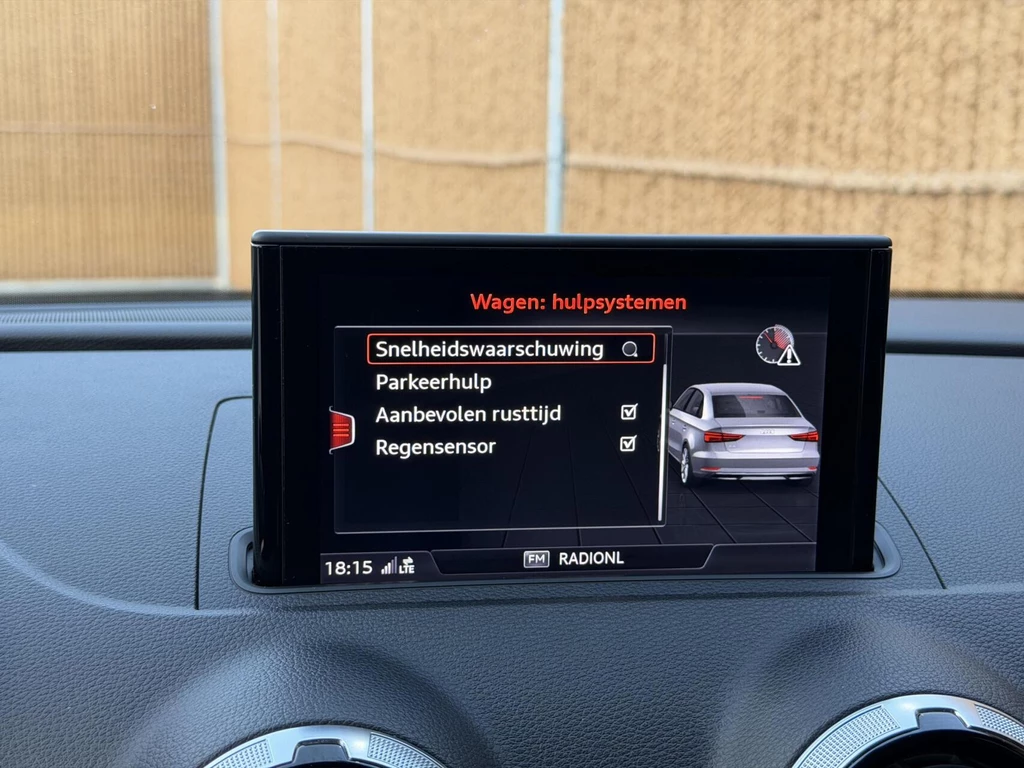 Wagen: hulpsystemen
Snelheidswaarschuwing
Parkeerhulp
Aanbevolen rusttijd
Regensensor
18:15 LTE FM RADIONL